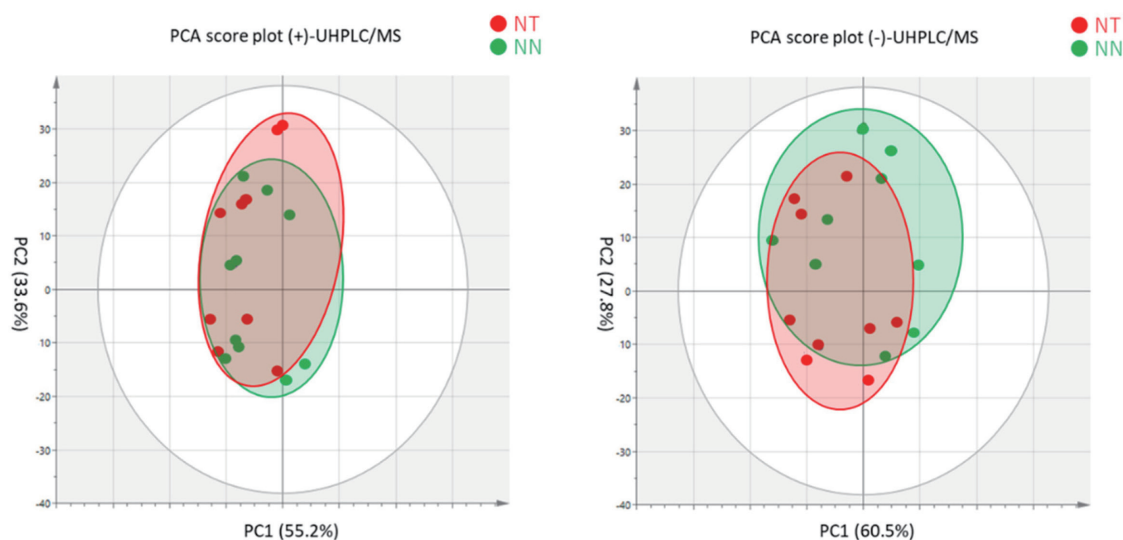 PCA score plot (+)-UHPLC/MS
NT
NN
30
20
10
0
-10
-20
-30
-40
PC2 (33.6%)
PC1 (55.2%)
PCA score plot (-)-UHPLC/MS
NT
NN
30
20
10
0
-10
-20
-30
-40
PC2 (27.8%)
PC1 (60.5%)